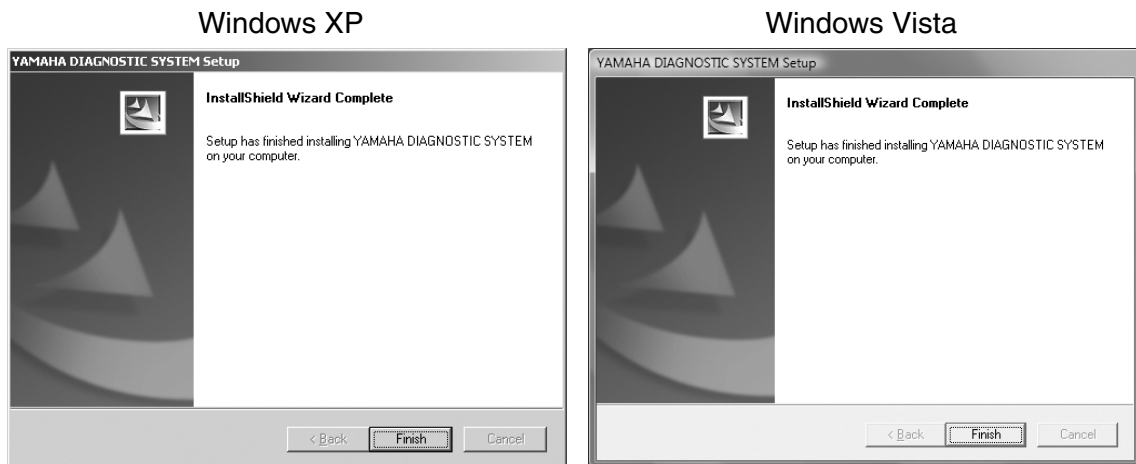 Windows XP
YAMAHA DIAGNOSTIC SYSTEM Setup
InstallShield Wizard Complete
Setup has finished installing YAMAHA DIAGNOSTIC SYSTEM
on your computer.
< Back
Finish
Cancel
Windows Vista
YAMAHA DIAGNOSTIC SYSTEM Setup
InstallShield Wizard Complete
Setup has finished installing YAMAHA DIAGNOSTIC SYSTEM
on your computer.
< Back
Finish
Cancel